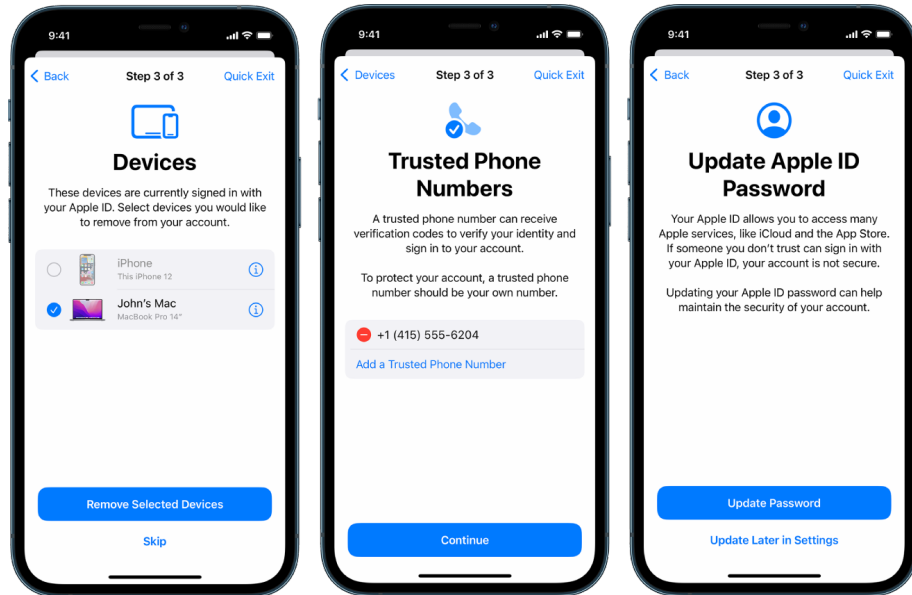 9:41
Back
Step 3 of 3
Quick Exit
Devices
These devices are currently signed in with
your Apple ID. Select devices you would like
to remove from your account.
iPhone
This iPhone 12
John's Mac
MacBook Pro 14"
Remove Selected Devices
Skip
9:41
Devices
Step 3 of 3
Quick Exit
Trusted Phone
Numbers
A trusted phone number can receive
verification codes to verify your identity and
sign in to your account.
To protect your account, a trusted phone
number should be your own number.
+1 (415) 555-6204
Add a Trusted Phone Number
Continue
9:41
Back
Step 3 of 3
Quick Exit
Update Apple ID
Password
Your Apple ID allows you to access many
Apple services, like iCloud and the App Store.
If someone you don't trust can sign in with
your Apple ID, your account is not secure.
Updating your Apple ID password can help
maintain the security of your account.
Update Password
Update Later in Settings